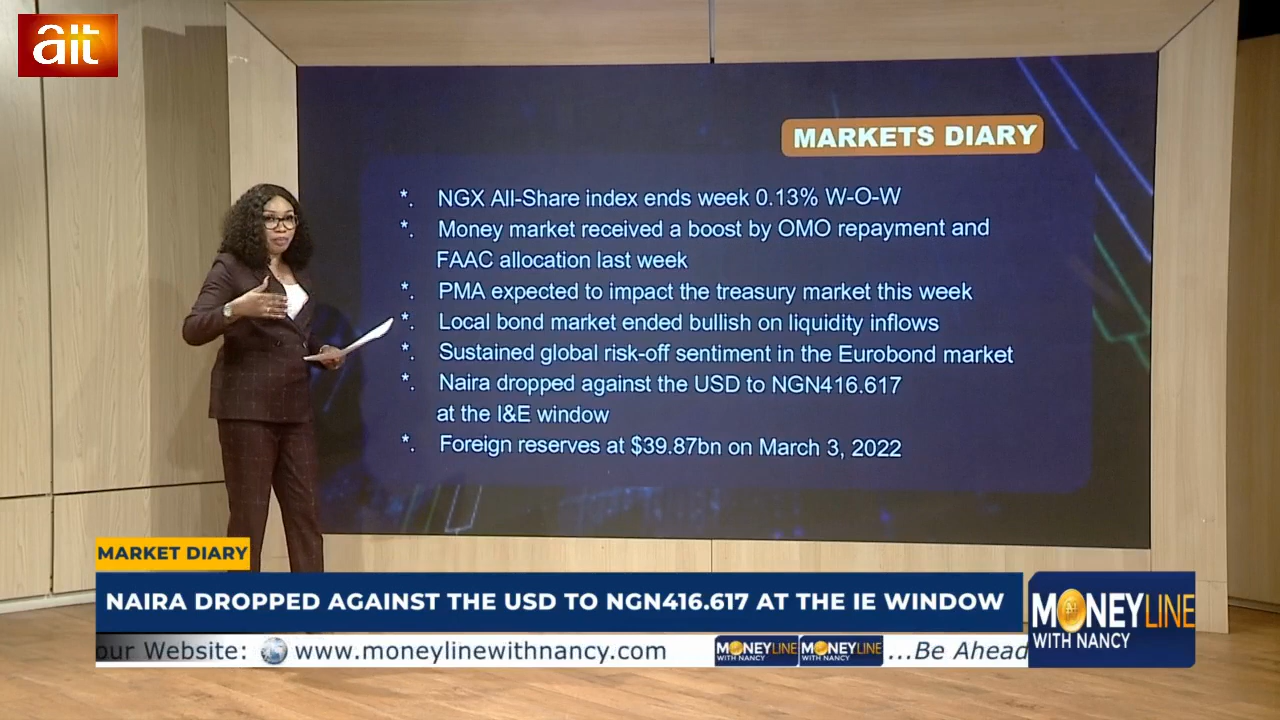 ait
MARKETS DIARY
*. NGX All-Share index ends week 0.13% W-O-W
*. Money market received a boost by OMO repayment and
FAAC allocation last week
*. PMA expected to impact the treasury market this week
*. Local bond market ended bullish on liquidity inflows
*. Sustained global risk-off sentiment in the Eurobond market
*. Naira dropped against the USD to NGN416.617
at the I&E window
*. Foreign reserves at $39.87bn on March 3, 2022
MARKET DIARY
NAIRA DROPPED AGAINST THE USD TO NGN416.617 AT THE IE WINDOW
MONEYLINE
WITH NANCY
our Website: www.moneylinewithnancy.com MONEYLINE WITH NANCY MONEYLINE WITH NANCY ...Be Ahead